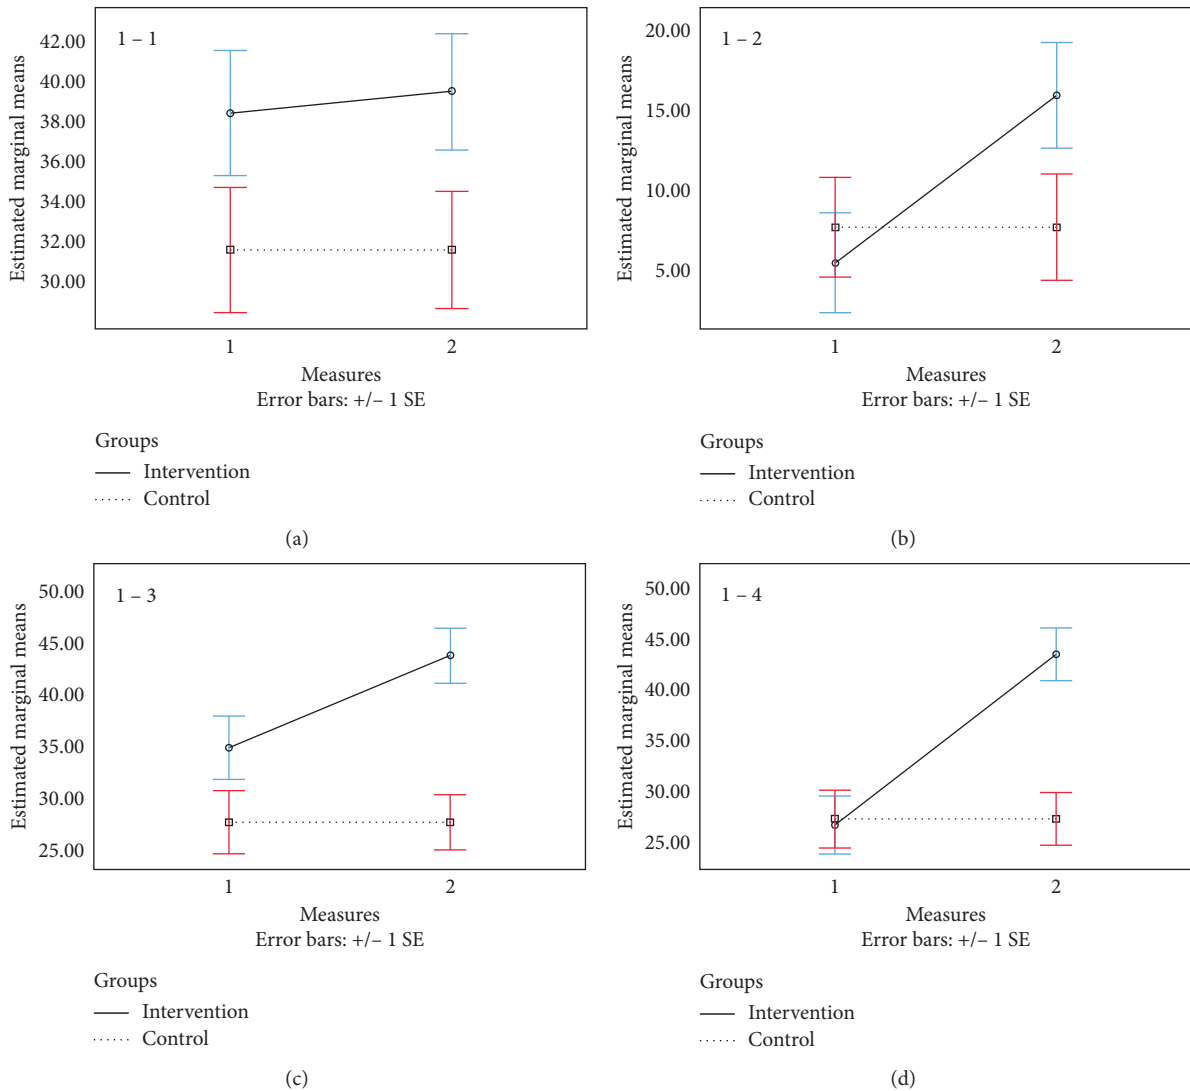 1 – 1
Estimated marginal means
42.00
40.00
38.00
36.00
34.00
32.00
30.00
1 2
Measures
Error bars: +/– 1 SE
Groups
Intervention
Control
(a)
1 – 2
Estimated marginal means
20.00
15.00
10.00
5.00
1 2
Measures
Error bars: +/– 1 SE
Groups
Intervention
Control
(b)
1 – 3
Estimated marginal means
50.00
45.00
40.00
35.00
30.00
25.00
1 2
Measures
Error bars: +/– 1 SE
Groups
Intervention
Control
(c)
1 – 4
Estimated marginal means
50.00
45.00
40.00
35.00
30.00
25.00
1 2
Measures
Error bars: +/– 1 SE
Groups
Intervention
Control
(d)